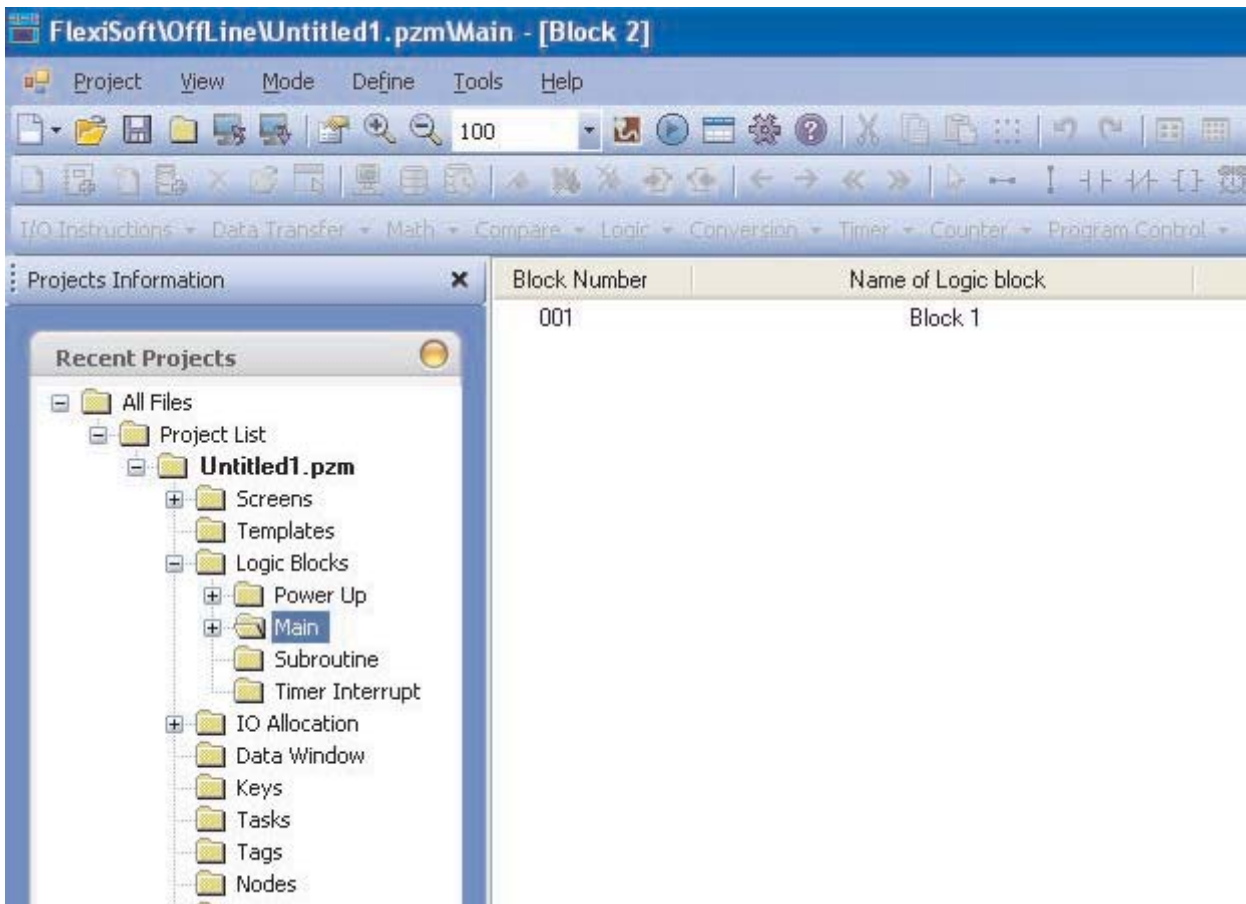 FlexiSoft\OffLine\Untitled1.pzm\Main - [Block 2]
Project View Mode Define Tools Help
100
I/O Instructions Data Transfer Math Compare Logic Conversion Timer Counter Program Control
Projects Information
Block Number Name of Logic block
001 Block 1
Recent Projects
All Files
Project List
Untitled1.pzm
Screens
Templates
Logic Blocks
Power Up
Main
Subroutine
Timer Interrupt
IO Allocation
Data Window
Keys
Tasks
Tags
Nodes